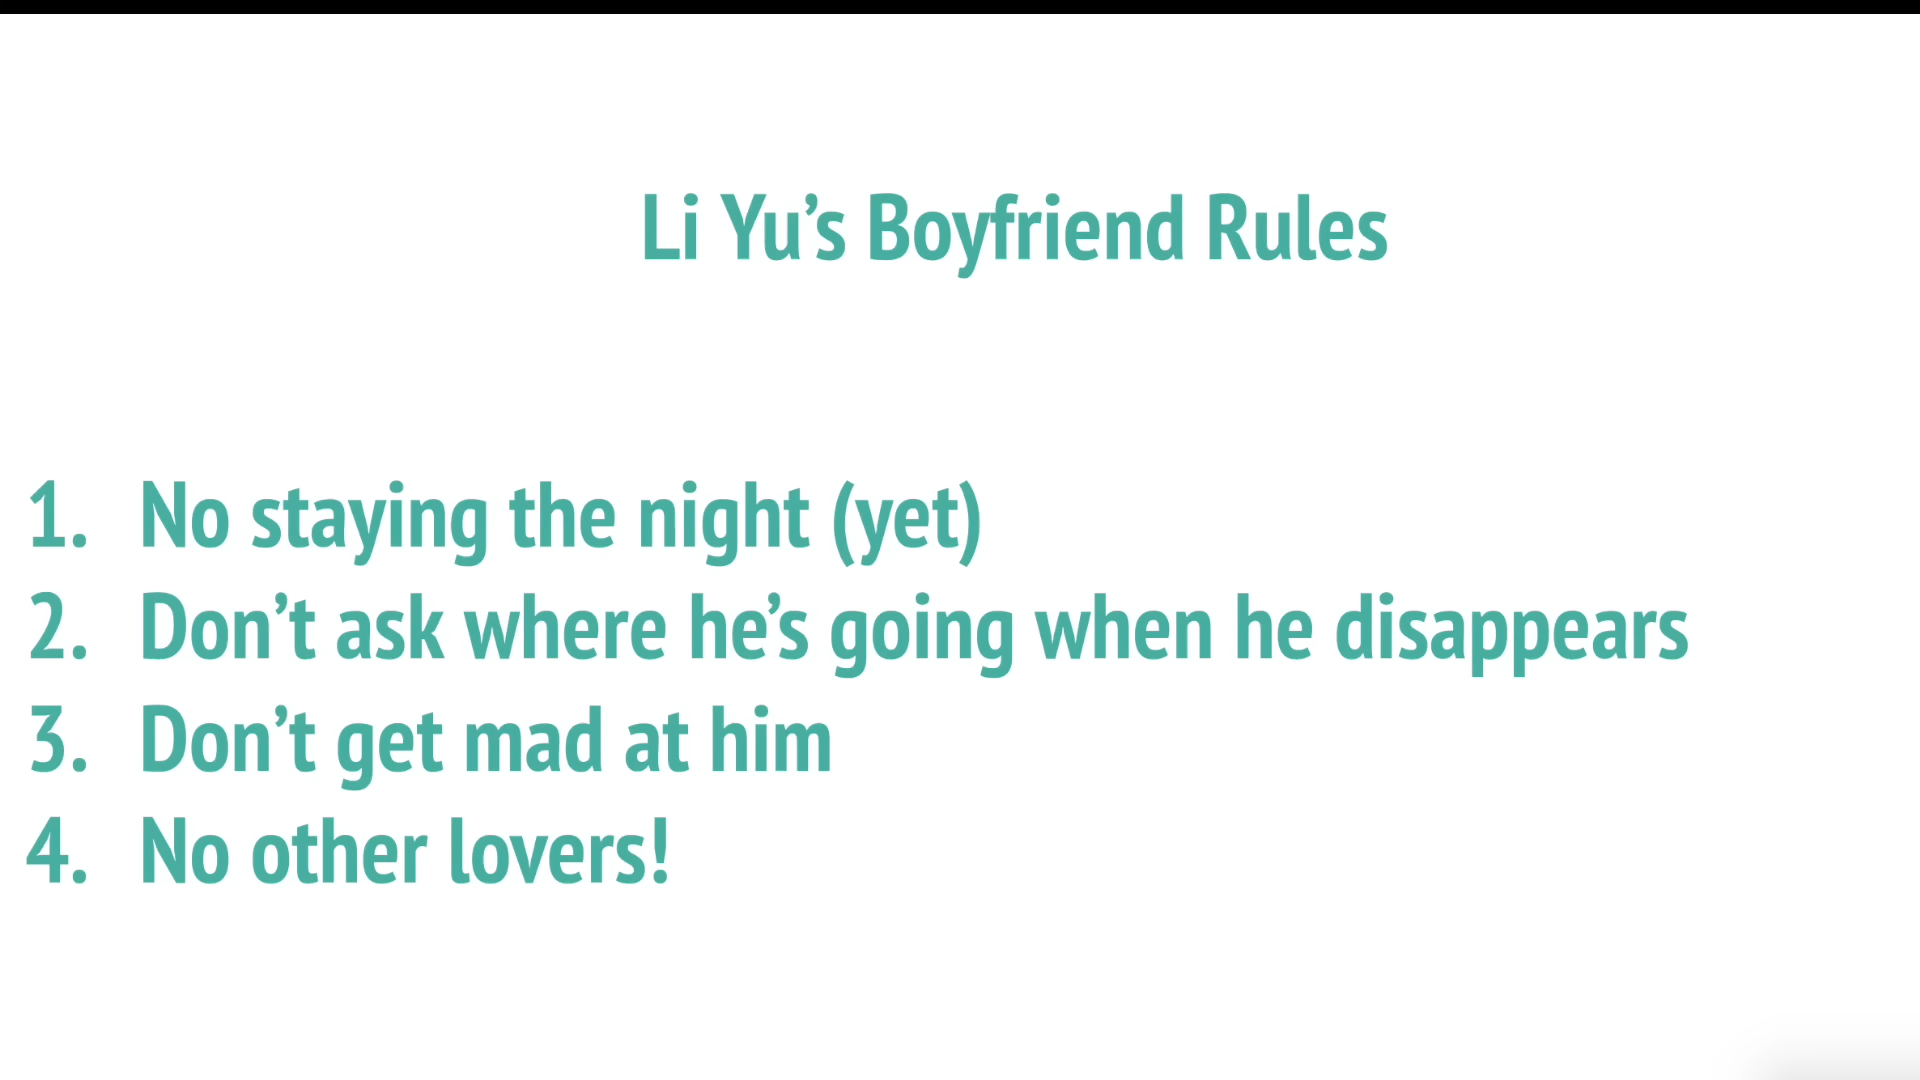 Li Yu’s Boyfriend Rules
1. No staying the night (yet)
2. Don’t ask where he’s going when he disappears
3. Don’t get mad at him
4. No other lovers!